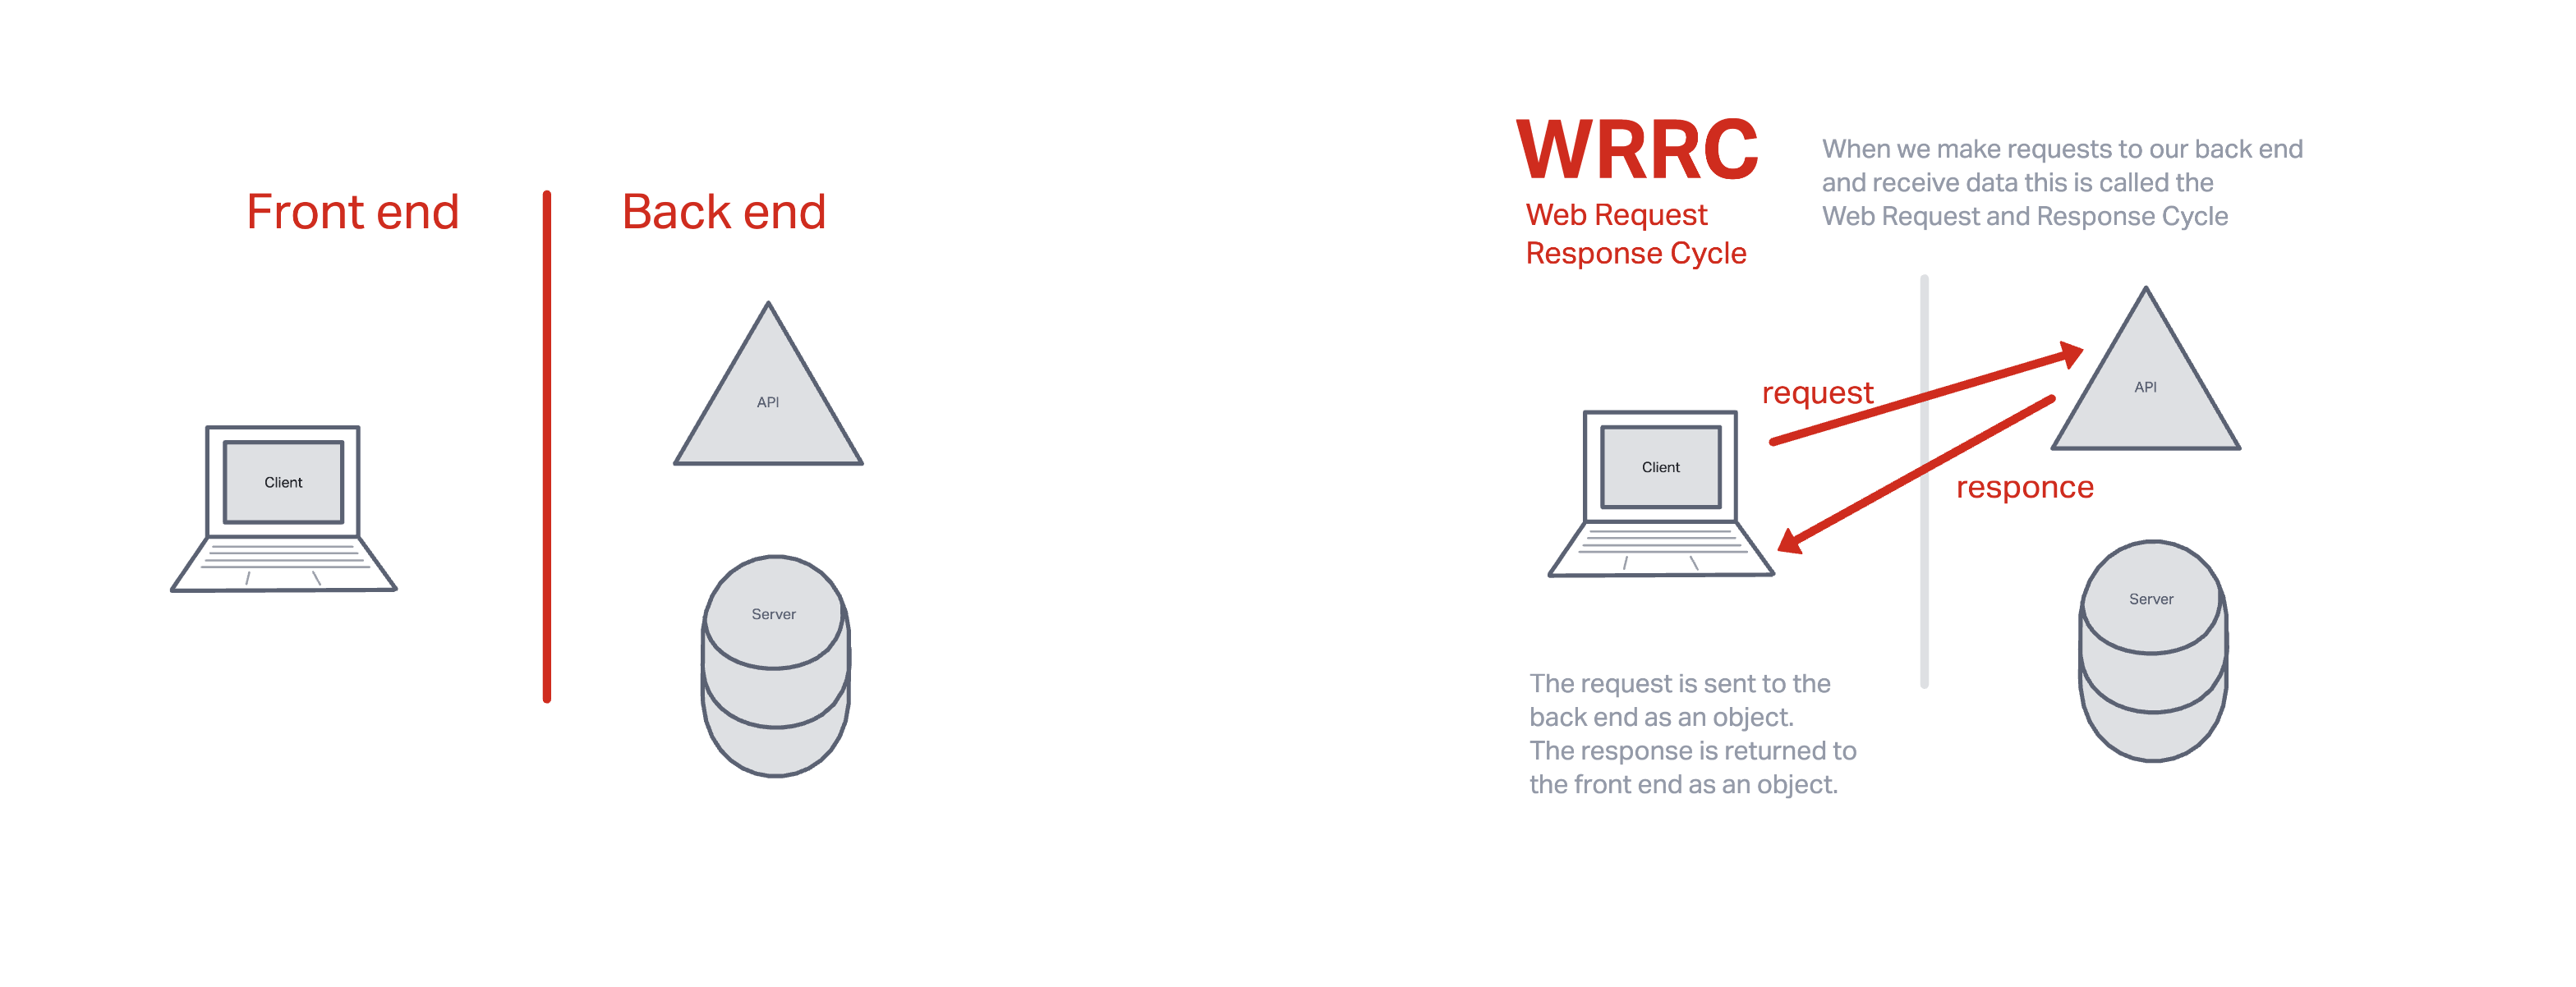 Front end
Back end
API
Client
Server
WRRC
Web Request
Response Cycle
When we make requests to our back end
and receive data this is called the
Web Request and Response Cycle
request
API
Client
responce
Server
The request is sent to the
back end as an object.
The response is returned to
the front end as an object.